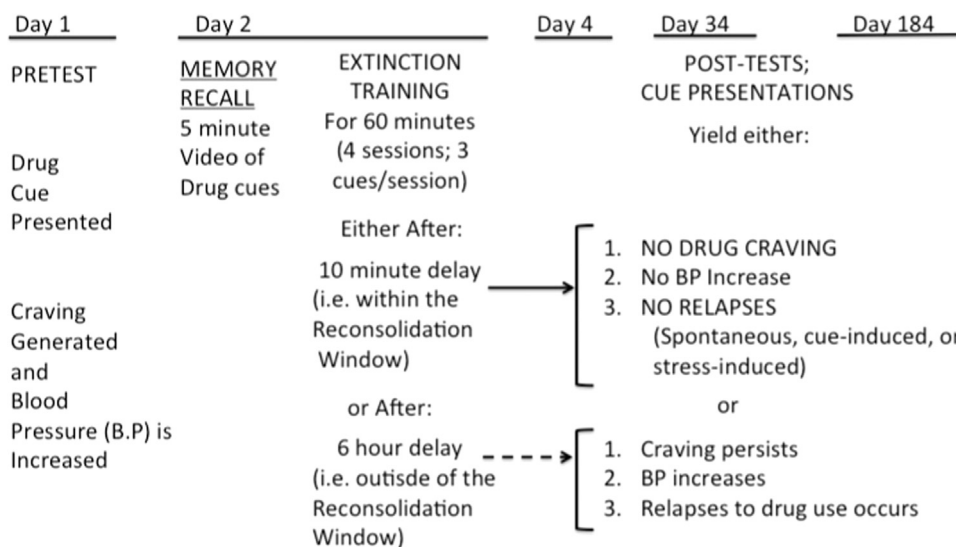 Day 1
Day 2
Day 4
Day 34
Day 184
PRETEST
Drug
Cue
Presented
Craving
Generated
and
Blood
Pressure (B.P) is
Increased
MEMORY
RECALL
5 minute
Video of
Drug cues
EXTINCTION
TRAINING
For 60 minutes
(4 sessions; 3
cues/session)
Either After:
10 minute delay
(i.e. within the
Reconsolidation
Window)
or After:
6 hour delay
(i.e. outisde of the
Reconsolidation
Window)
POST-TESTS;
CUE PRESENTATIONS
Yield either:
1. NO DRUG CRAVING
2. No BP Increase
3. NO RELAPSES
(Spontaneous, cue-induced, or
stress-induced)
or
1. Craving persists
2. BP increases
3. Relapses to drug use occurs